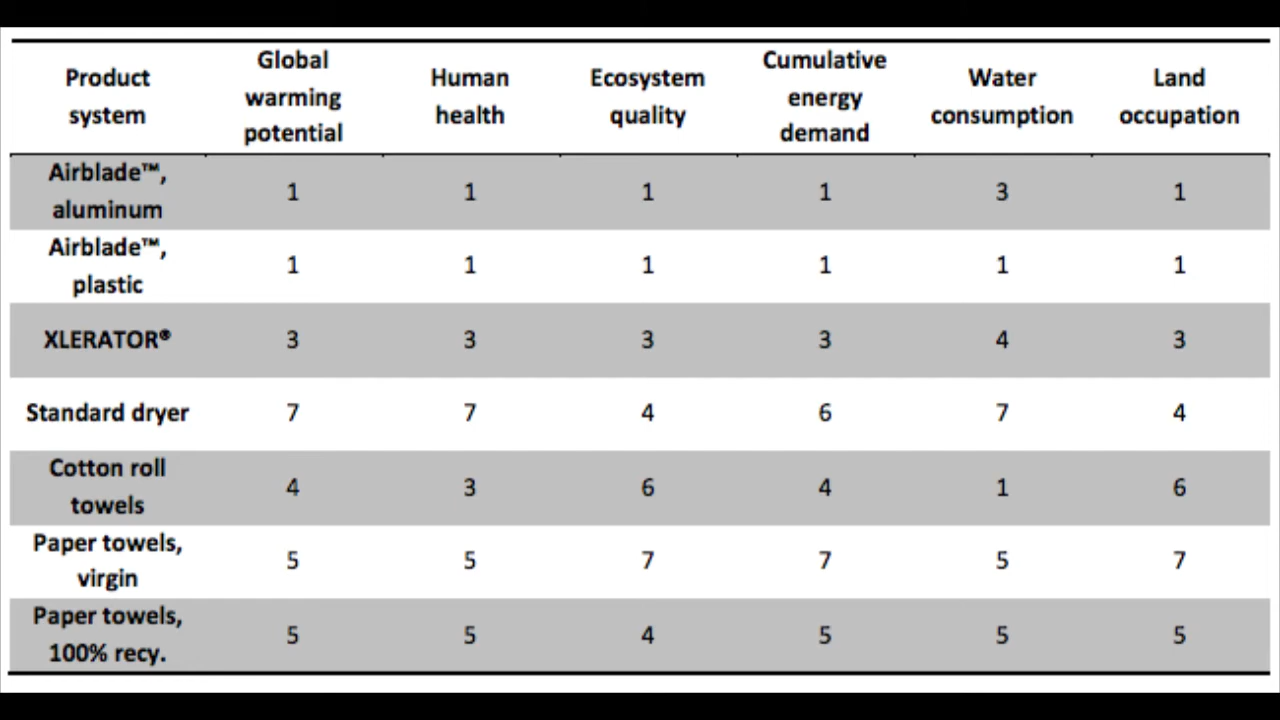 Product system	Global warming potential	Human health	Ecosystem quality	Cumulative energy demand	Water consumption	Land occupation
Airblade™, aluminum	1	1	1	1	3	1
Airblade™, plastic	1	1	1	1	1	1
XLERATOR®	3	3	3	3	4	3
Standard dryer	7	7	4	6	7	4
Cotton roll towels	4	3	6	4	1	6
Paper towels, virgin	5	5	7	7	5	7
Paper towels, 100% recy.	5	5	4	5	5	5